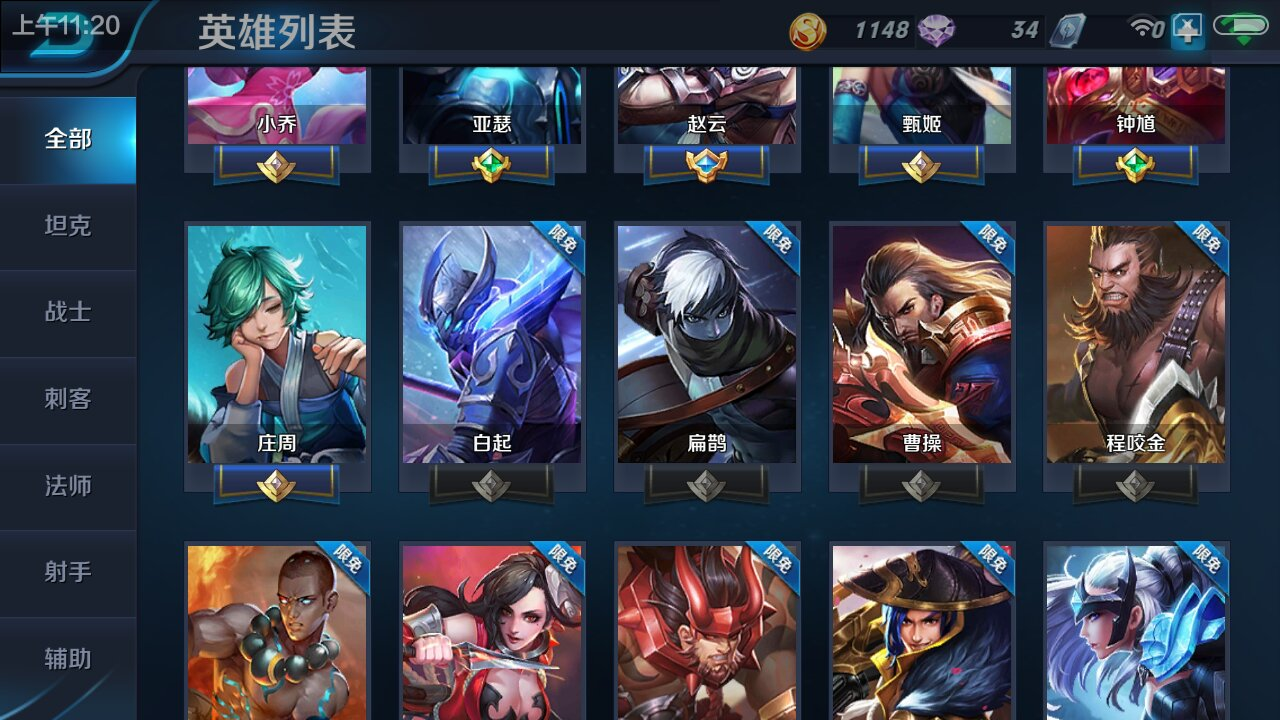 上午11:20
英雄列表
1148
34
0
全部
坦克
战士
刺客
法师
射手
辅助
小乔
亚瑟
赵云
甄姬
钟馗
限免
限免
限免
限免
庄周
白起
扁鹊
曹操
程咬金
限免
限免
限免
限免
限免